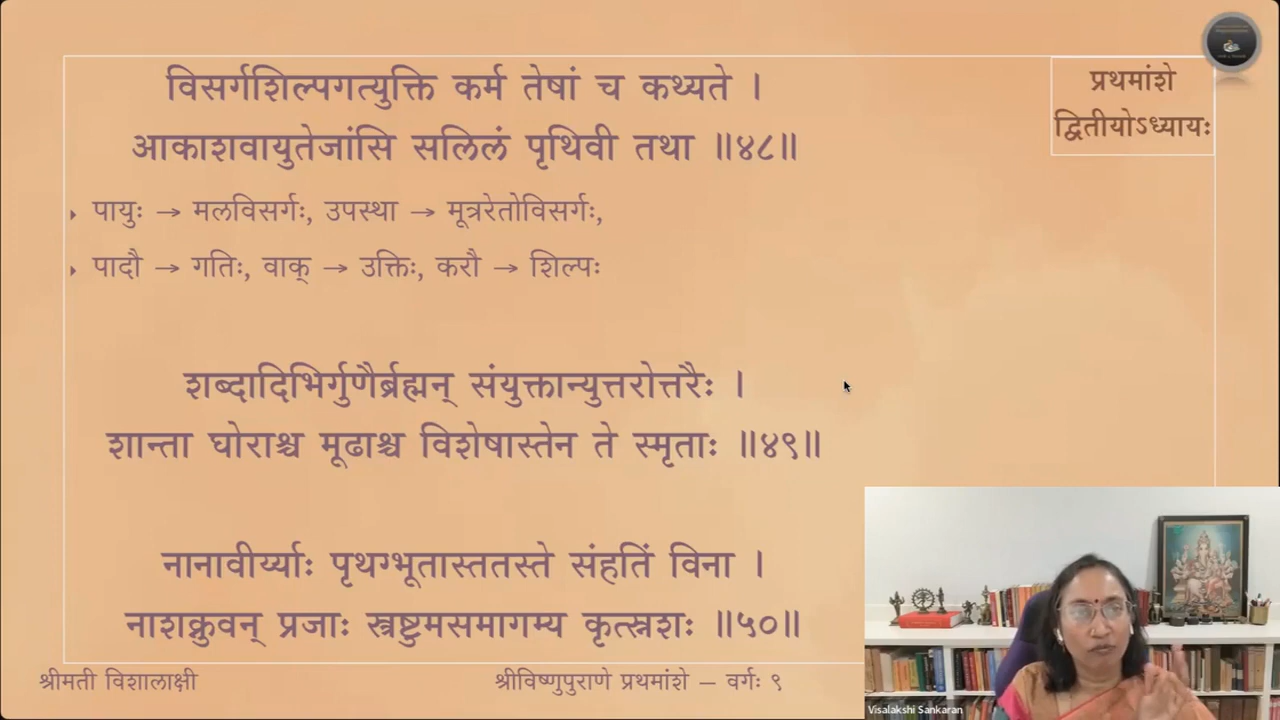 विसर्गशिल्पगत्युक्ति कर्म तेषां च कथ्यते ।
आकाशवायुतेजांसि सलिलं पृथिवी तथा ॥४८॥
प्रथमांशे
द्वितीयोऽध्यायः
पायुः → मलविसर्गः, उपस्था → मूत्ररेतोविसर्गः,
पादौ → गतिः, वाक् → उक्तिः, करौ → शिल्पः
शब्दादिभिर्गुणैर्ब्रह्मन् संयुक्तान्युत्तरोत्तरैः ।
शान्ता घोराश्च मूढाश्च विशेषास्तेन ते स्मृताः ॥४९॥
नानावीर्य्याः पृथग्भूतास्ततस्ते संहतिं विना ।
नाशक्नुवन् प्रजाः स्त्रष्टुमसमागम्य कृत्स्नशः ॥५०॥
श्रीमती विशालाक्षी
श्रीविष्णुपुराणे प्रथमांशे – वर्गः ९
Visalakshi Sankaran